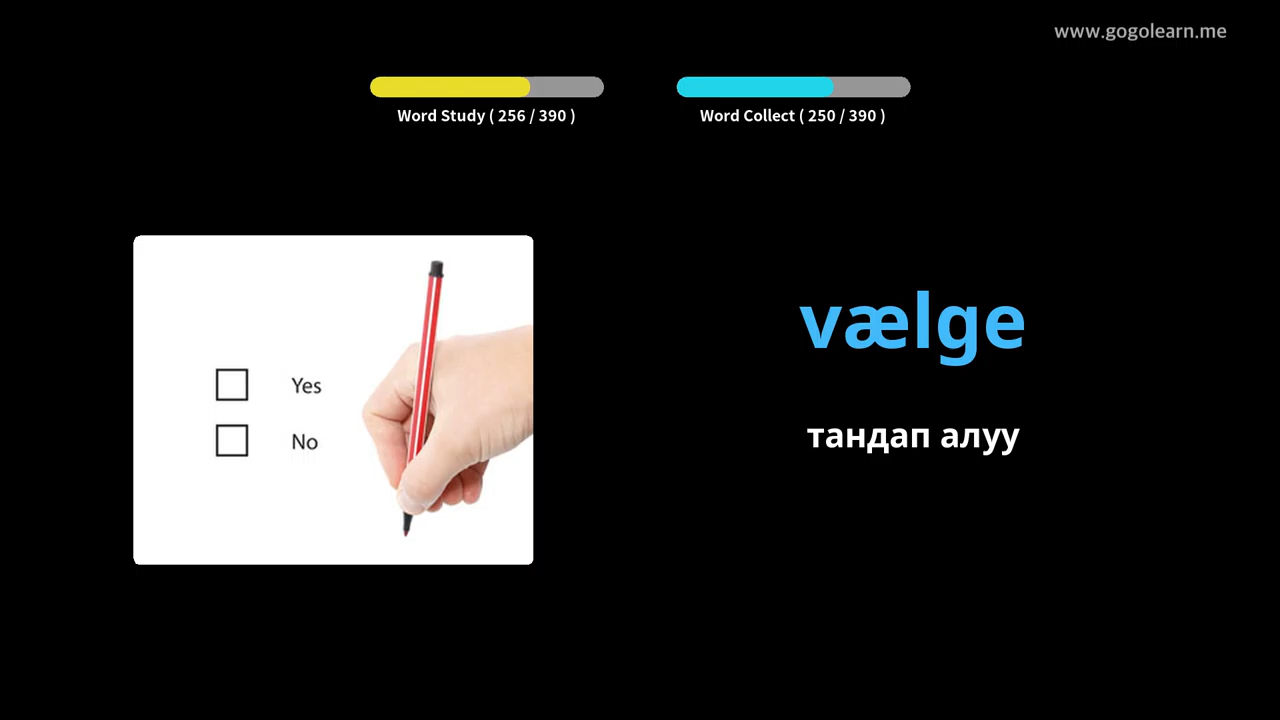 www.gogolearn.me
Word Study ( 256 / 390 )
Word Collect ( 250 / 390 )
Yes
No
vælge
тандап алуу